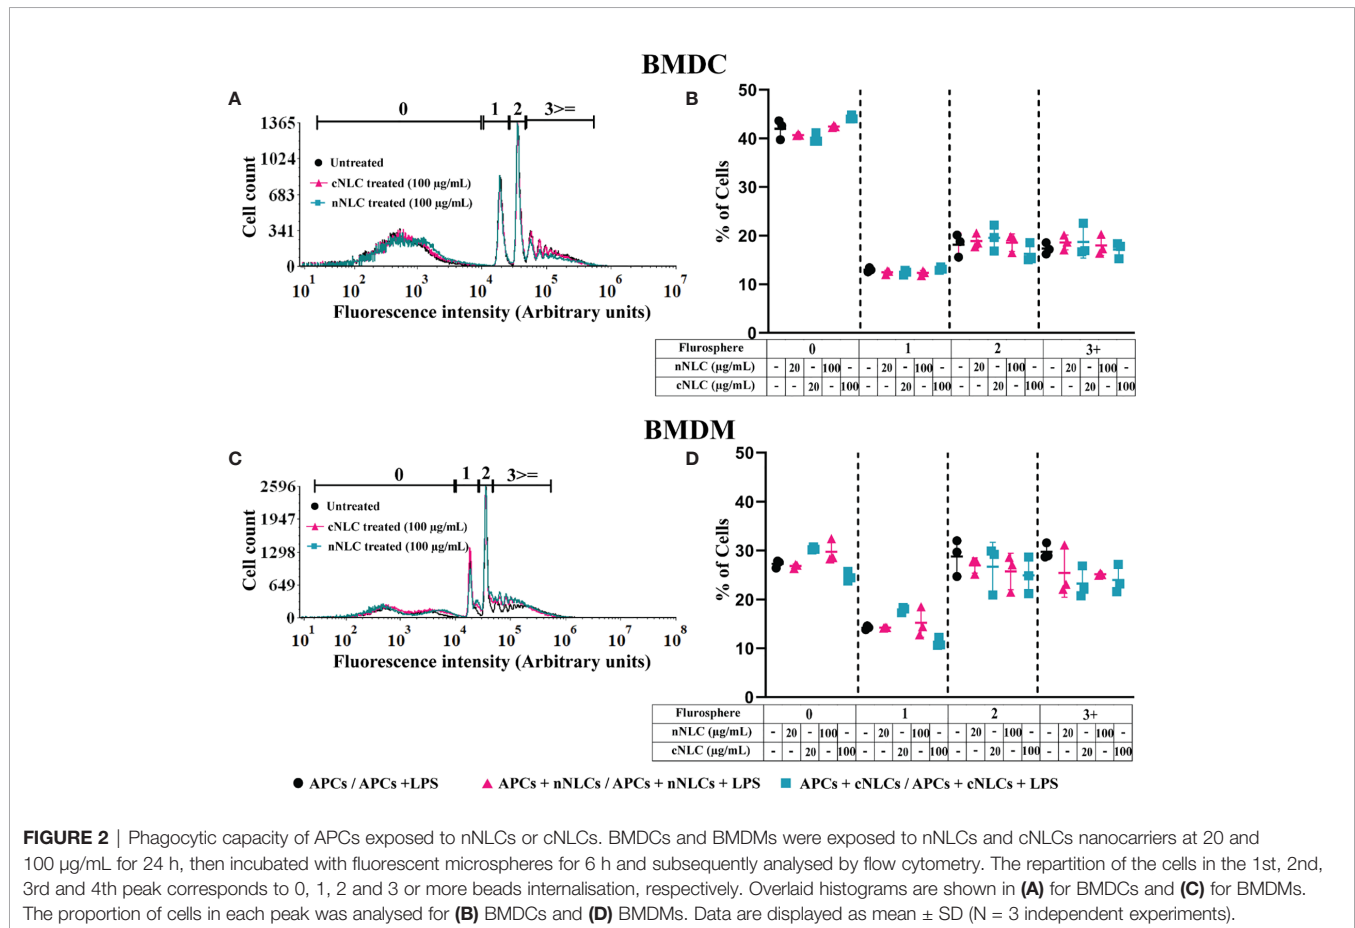 BMDC
A
0 1 2 3>=
1365
1024
683
341
0
Cell count
Untreated
cNLC treated (100 µg/mL)
nNLC treated (100 µg/mL)
10^1 10^2 10^3 10^4 10^5 10^6 10^7
Fluorescence intensity (Arbitrary units)
B
50
40
30
20
10
0
% of Cells
Flurosphere 0 1 2 3+
nNLC (µg/mL) - 20 - 100 - - 20 - 100 - - 20 - 100 - - 20 - 100 -
cNLC (µg/mL) - - 20 - 100 - - 20 - 100 - - 20 - 100 - - 20 - 100
BMDM
C
0 1 2 3>=
2596
1947
1298
649
0
Cell count
Untreated
cNLC treated (100 µg/mL)
nNLC treated (100 µg/mL)
10^1 10^2 10^3 10^4 10^5 10^6 10^7 10^8
Fluorescence intensity (Arbitrary units)
D
50
40
30
20
10
0
% of Cells
Flurosphere 0 1 2 3+
nNLC (µg/mL) - 20 - 100 - - 20 - 100 - - 20 - 100 - - 20 - 100 -
cNLC (µg/mL) - - 20 - 100 - - 20 - 100 - - 20 - 100 - - 20 - 100
APCs / APCs +LPS APCs + nNLCs / APCs + nNLCs + LPS APCs + cNLCs / APCs + cNLCs + LPS
FIGURE 2 | Phagocytic capacity of APCs exposed to nNLCs or cNLCs. BMDCs and BMDMs were exposed to nNLCs and cNLCs nanocarriers at 20 and
100 µg/mL for 24 h, then incubated with fluorescent microspheres for 6 h and subsequently analysed by flow cytometry. The repartition of the cells in the 1st, 2nd,
3rd and 4th peak corresponds to 0, 1, 2 and 3 or more beads internalisation, respectively. Overlaid histograms are shown in (A) for BMDCs and (C) for BMDMs.
The proportion of cells in each peak was analysed for (B) BMDCs and (D) BMDMs. Data are displayed as mean ± SD (N = 3 independent experiments).